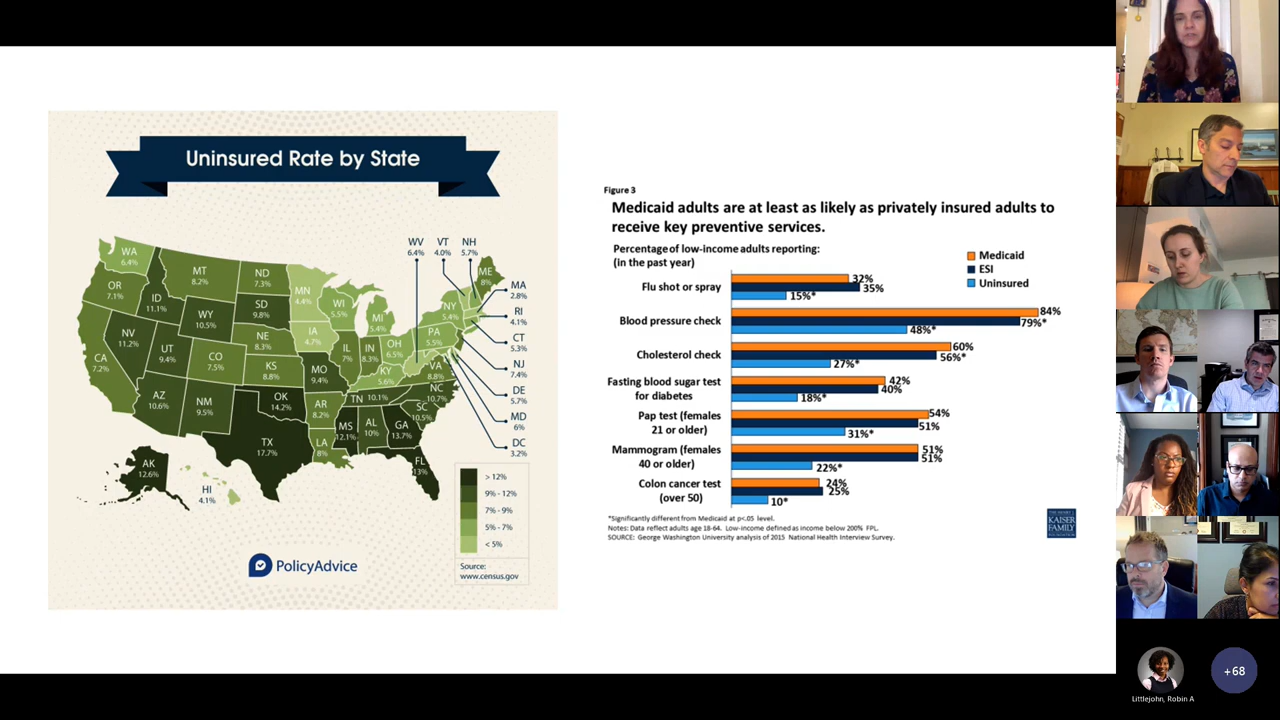 Uninsured Rate by State
WV
6.4%
VT
4.0%
NH
5.7%
WA
6.4%
OR
7.1%
CA
7.2%
NV
11.2%
ID
11.1%
MT
8.2%
WY
10.5%
UT
9.4%
AZ
10.6%
CO
7.5%
NM
9.5%
ND
7.3%
SD
9.8%
NE
8.3%
KS
8.8%
OK
14.2%
TX
17.7%
MN
4.4%
IA
4.7%
MO
9.4%
AR
8.2%
LA
8%
WI
5.5%
IL
7%
MI
5.4%
IN
8.3%
OH
6.5%
KY
5.6%
TN 10.1%
MS
12.1%
AL
10%
GA
13.7%
FL
13%
SC
10.5%
NC
10.7%
VA
8.8%
PA
5.5%
NY
5.4%
ME
8%
MA
2.8%
RI
4.1%
CT
5.3%
NJ
7.4%
DE
5.7%
MD
6%
DC
3.2%
AK
12.6%
HI
4.1%
> 12%
9% - 12%
7% - 9%
5% - 7%
< 5%
Source:
www.census.gov
PolicyAdvice
Figure 3
Medicaid adults are at least as likely as privately insured adults to
receive key preventive services.
Percentage of low-income adults reporting:
(in the past year)
Medicaid
ESI
Uninsured
Flu shot or spray
32%
35%
15%*
Blood pressure check
84%
79%*
48%*
Cholesterol check
60%
56%*
27%*
Fasting blood sugar test
for diabetes
42%
40%
18%*
Pap test (females
21 or older)
54%
51%
31%*
Mammogram (females
40 or older)
51%
51%
22%*
Colon cancer test
(over 50)
24%
25%
10*
*Significantly different from Medicaid at p<.05 level.
Notes: Data reflect adults age 18-64. Low-income defined as income below 200% FPL.
SOURCE: George Washington University analysis of 2015 National Health Interview Survey.
THE HENRY J.
KAISER
FAMILY
FOUNDATION
Littlejohn, Robin A
+68